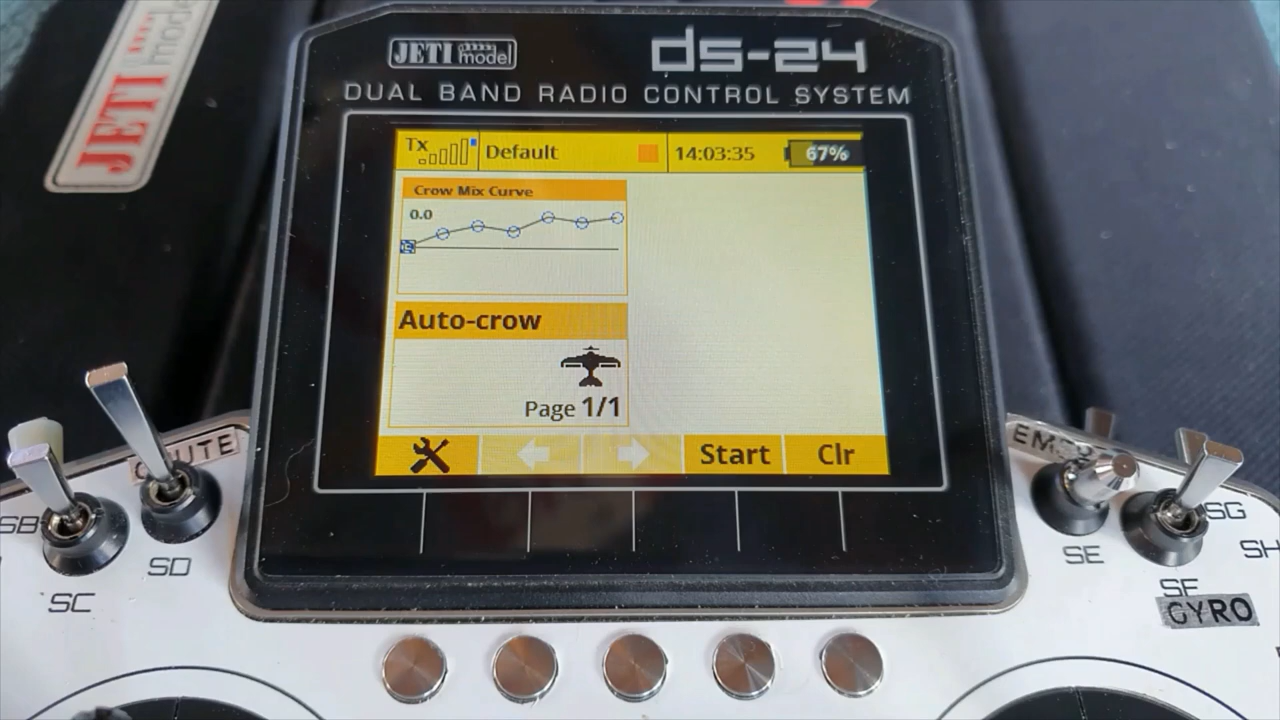 JETI model
JETI model
ds-24
DUAL BAND RADIO CONTROL SYSTEM
Tx
Default
14:03:35
67%
Crow Mix Curve
0.0
Auto-crow
Page 1/1
Start
Clr
SB
SD
SC
SE
SG
SH
SF
GYRO